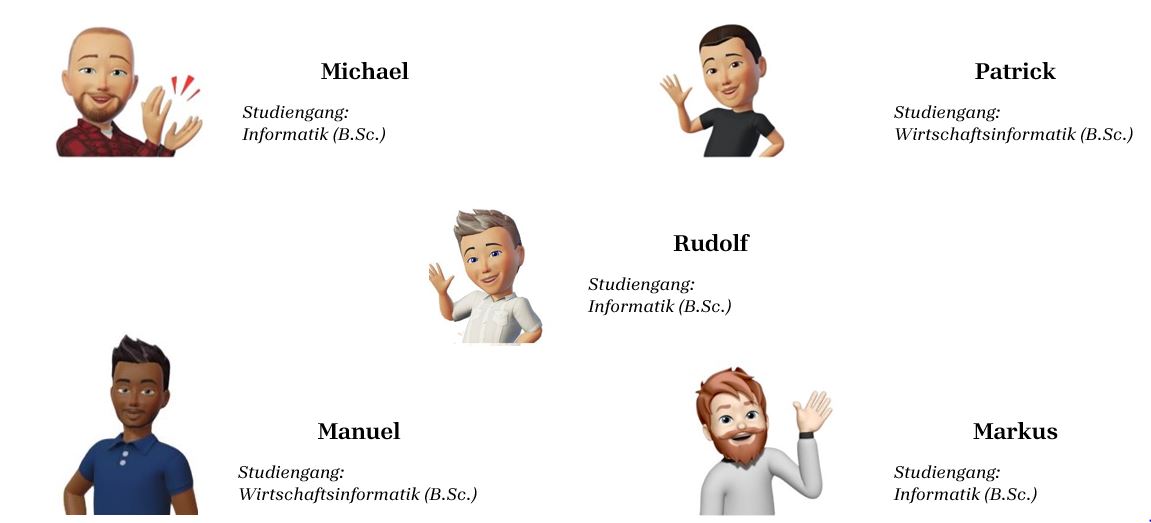 Michael
Studiengang:
Informatik (B.Sc.)
Patrick
Studiengang:
Wirtschaftsinformatik (B.Sc.)
Rudolf
Studiengang:
Informatik (B.Sc.)
Manuel
Studiengang:
Wirtschaftsinformatik (B.Sc.)
Markus
Studiengang:
Informatik (B.Sc.)